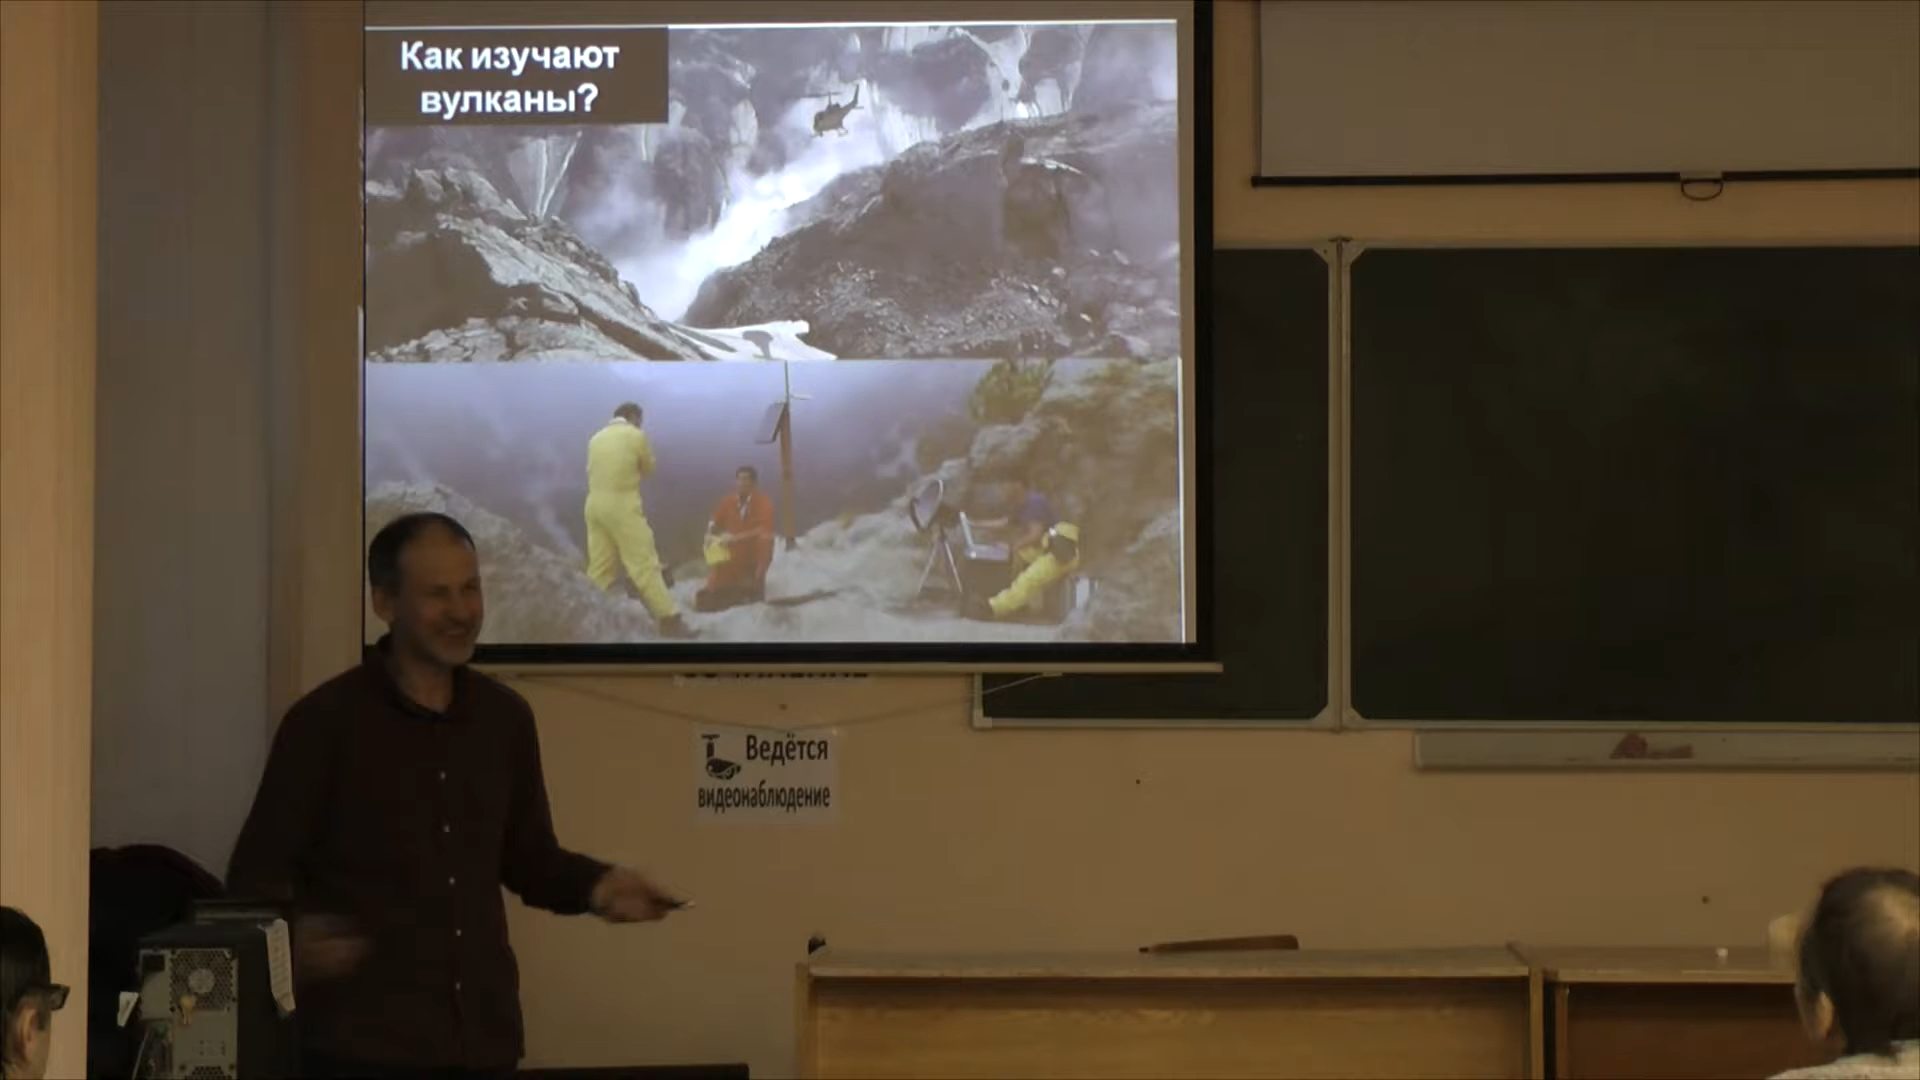 Как изучают
вулканы?
Ведётся
видеонаблюдение